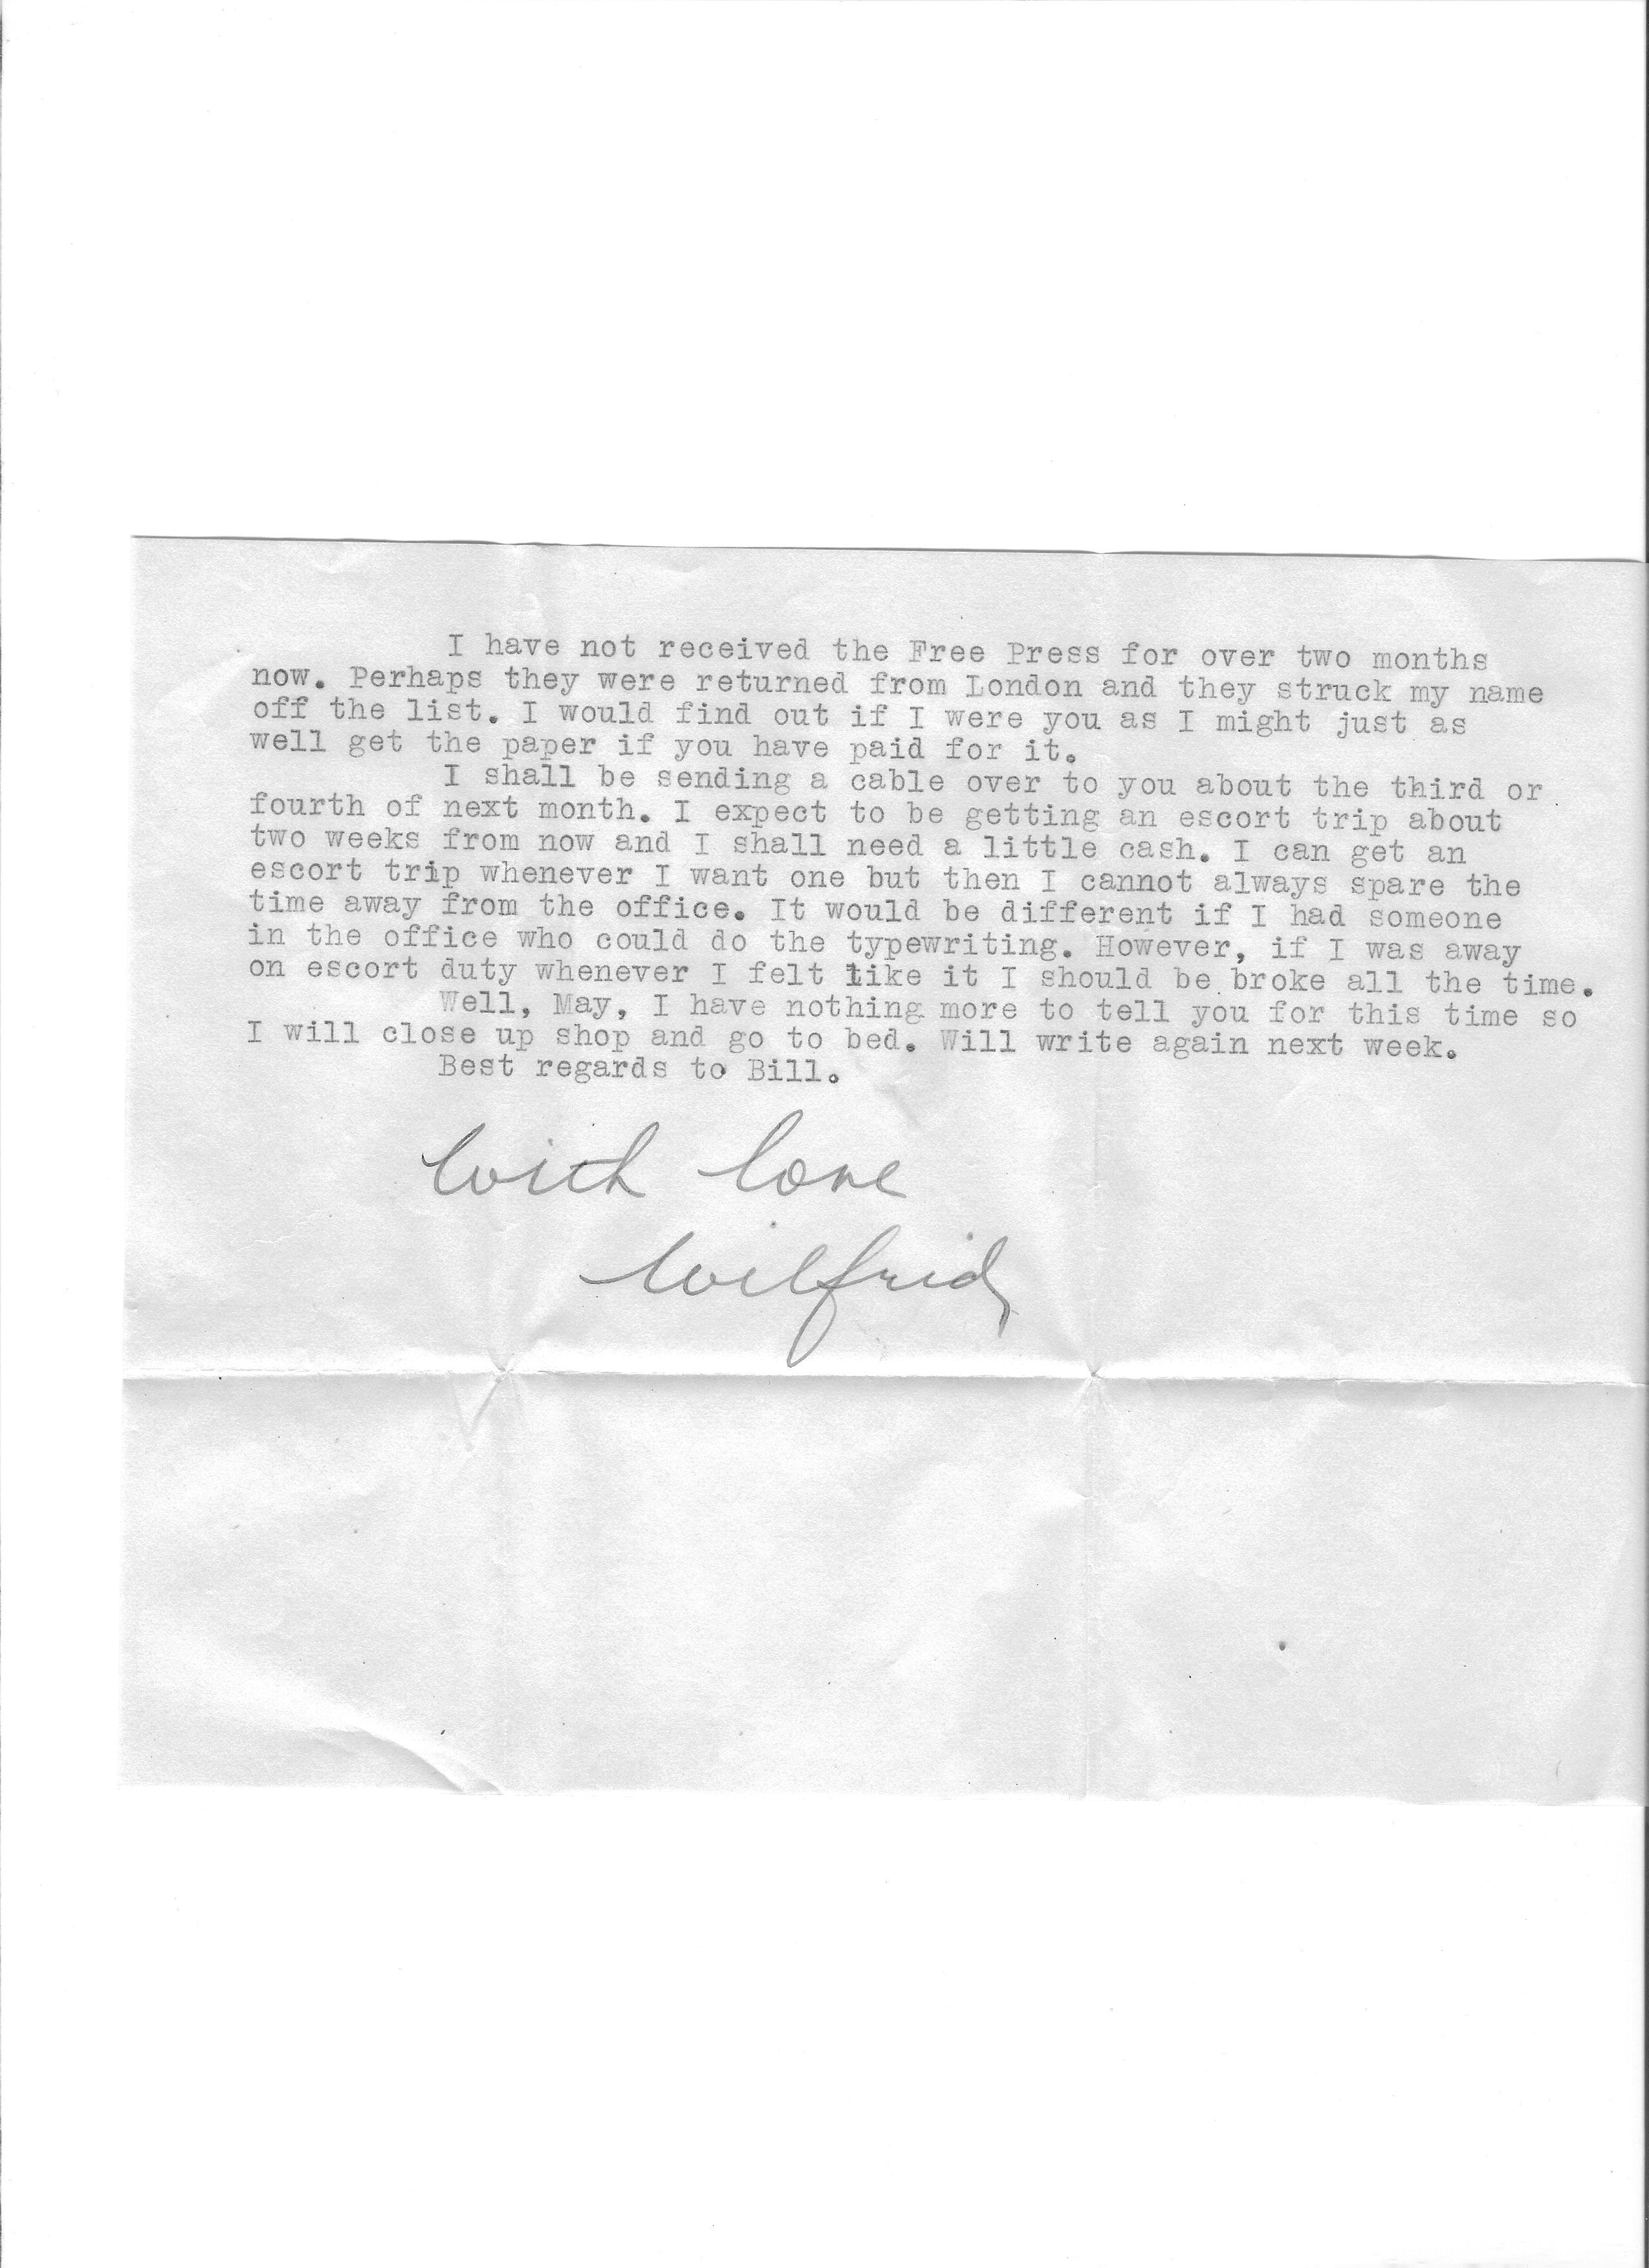 I have not received the Free Press for over two months
now. Perhaps they were returned from London and they struck my name
off the list. I would find out if I were you as I might just as
well get the paper if you have paid for it.
I shall be sending a cable over to you about the third or
fourth of next month. I expect to be getting an escort trip about
two weeks from now and I shall need a little cash. I can get an
escort trip whenever I want one but then I cannot always spare the
time away from the office. It would be different if I had someone
in the office who could do the typewriting. However, if I was away
on escort duty whenever I felt like it I should be broke all the time.
Well, May, I have nothing more to tell you for this time so
I will close up shop and go to bed. Will write again next week.
Best regards to Bill.
With love
Wilfrid